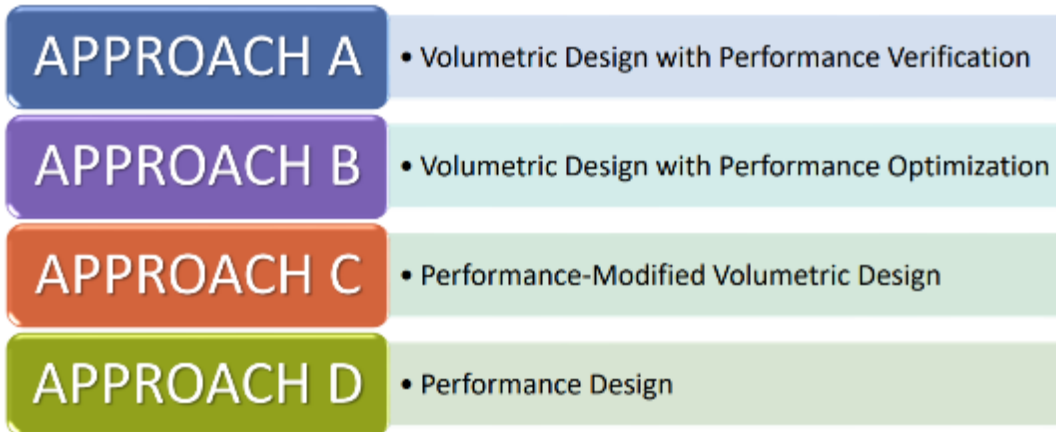 APPROACH A
• Volumetric Design with Performance Verification
APPROACH B
• Volumetric Design with Performance Optimization
APPROACH C
• Performance-Modified Volumetric Design
APPROACH D
• Performance Design